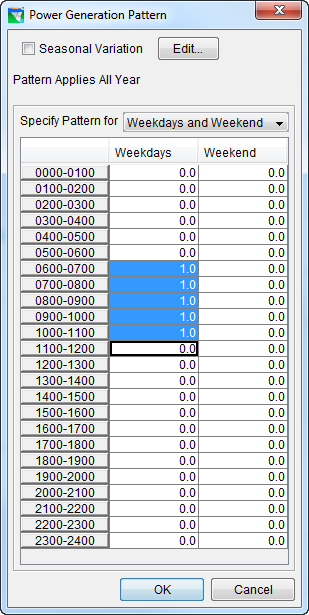 Power Generation Pattern
Seasonal Variation Edit...
Pattern Applies All Year
Specify Pattern for Weekdays and Weekend
Weekdays Weekend
0000-0100 0.0 0.0
0100-0200 0.0 0.0
0200-0300 0.0 0.0
0300-0400 0.0 0.0
0400-0500 0.0 0.0
0500-0600 0.0 0.0
0600-0700 1.0 0.0
0700-0800 1.0 0.0
0800-0900 1.0 0.0
0900-1000 1.0 0.0
1000-1100 1.0 0.0
1100-1200 0.0 0.0
1200-1300 0.0 0.0
1300-1400 0.0 0.0
1400-1500 0.0 0.0
1500-1600 0.0 0.0
1600-1700 0.0 0.0
1700-1800 0.0 0.0
1800-1900 0.0 0.0
1900-2000 0.0 0.0
2000-2100 0.0 0.0
2100-2200 0.0 0.0
2200-2300 0.0 0.0
2300-2400 0.0 0.0
OK Cancel